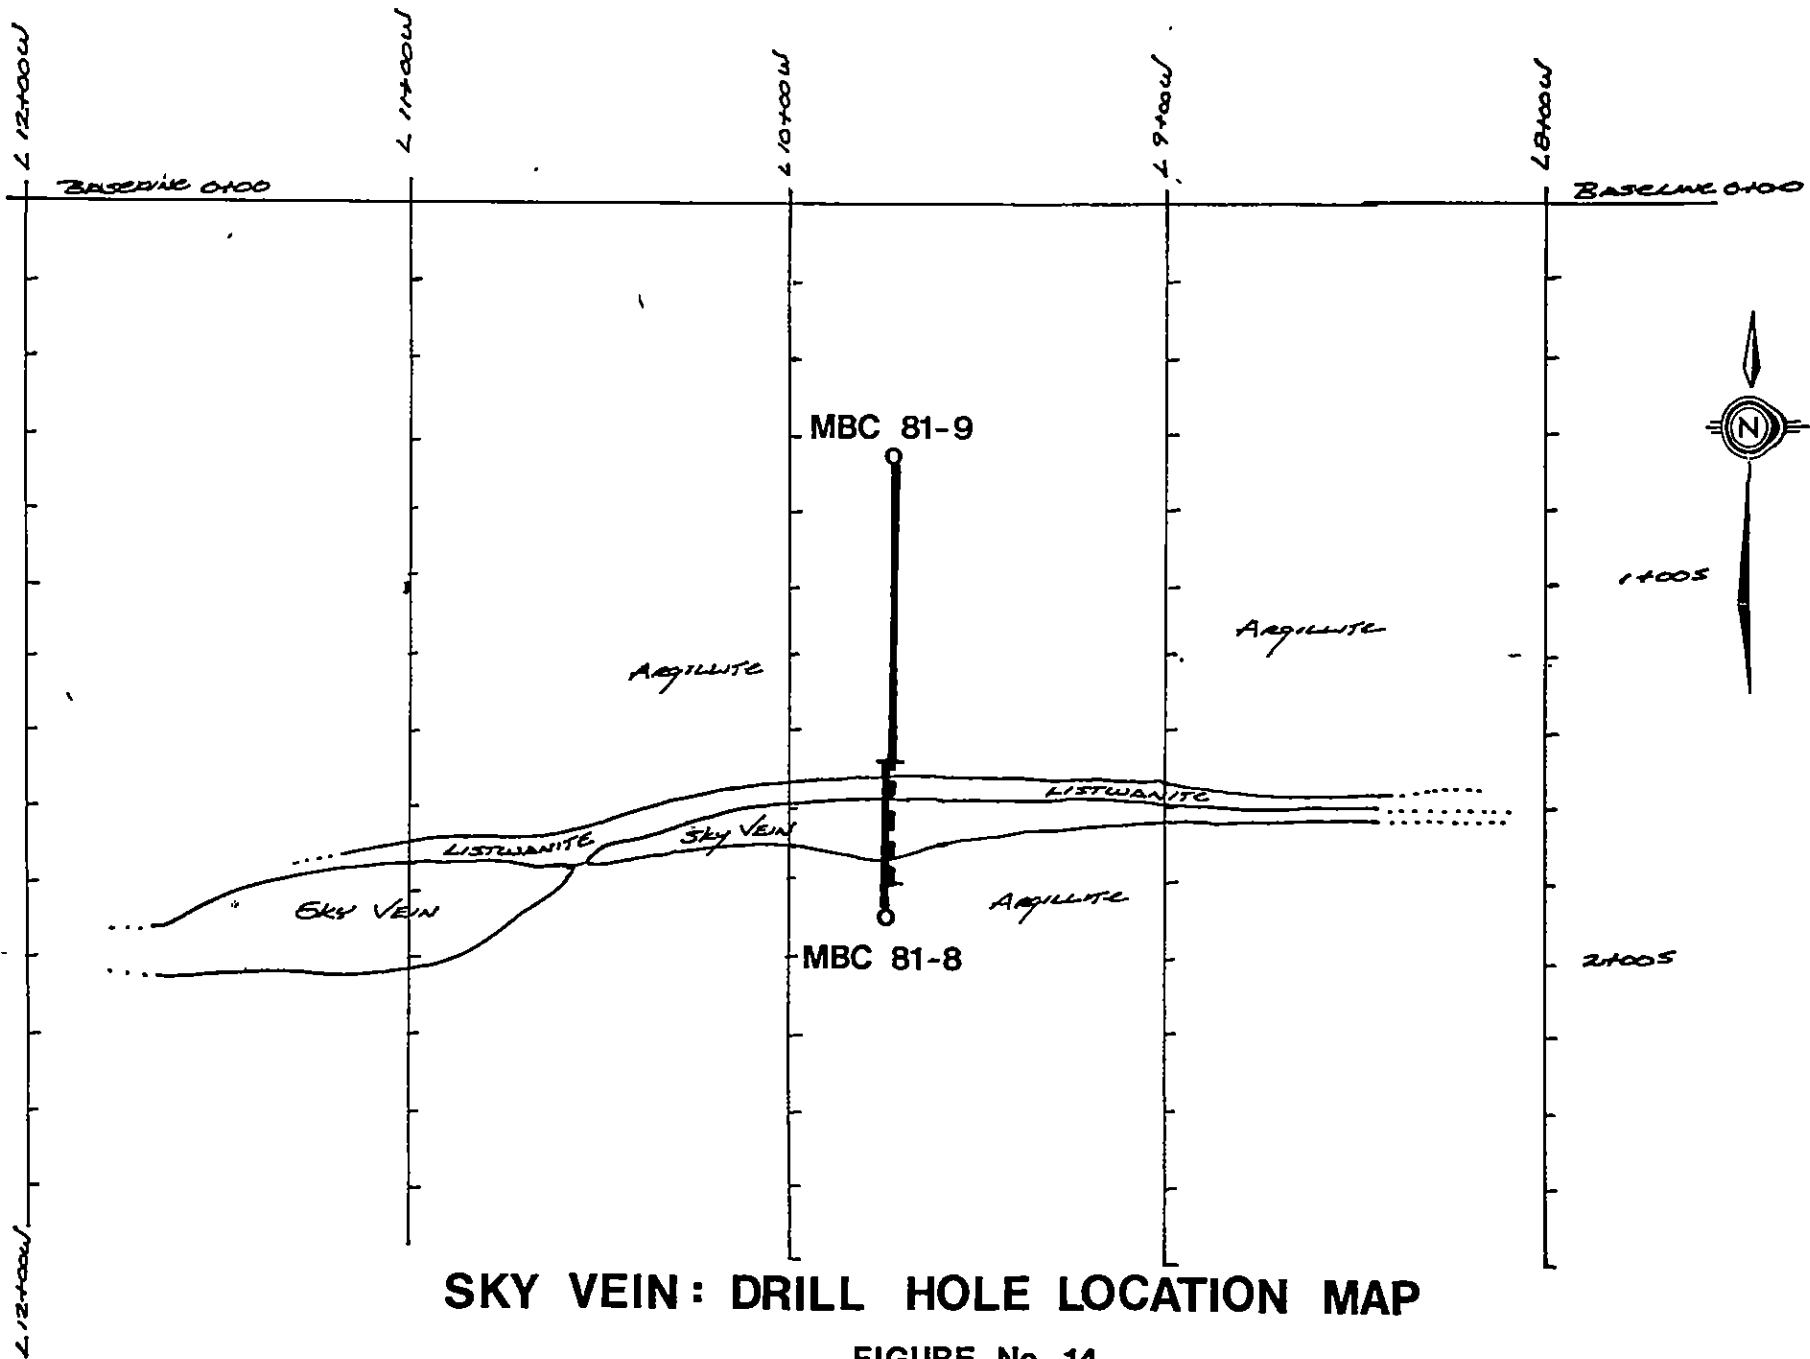 L 12+00W
L 11+00W
L 10+00W
L 9+00W
L 8+00W
BASELINE 0+00
BASELINE 0+00
MBC 81-9
N
1+00S
ARGILLITE
ARGILLITE
LISTWANITE
SKY VEIN
LISTWANITE
SKY VEIN
ARGILLITE
MBC 81-8
2+00S
L 12+00W
SKY VEIN: DRILL HOLE LOCATION MAP
FIGURE No. 14